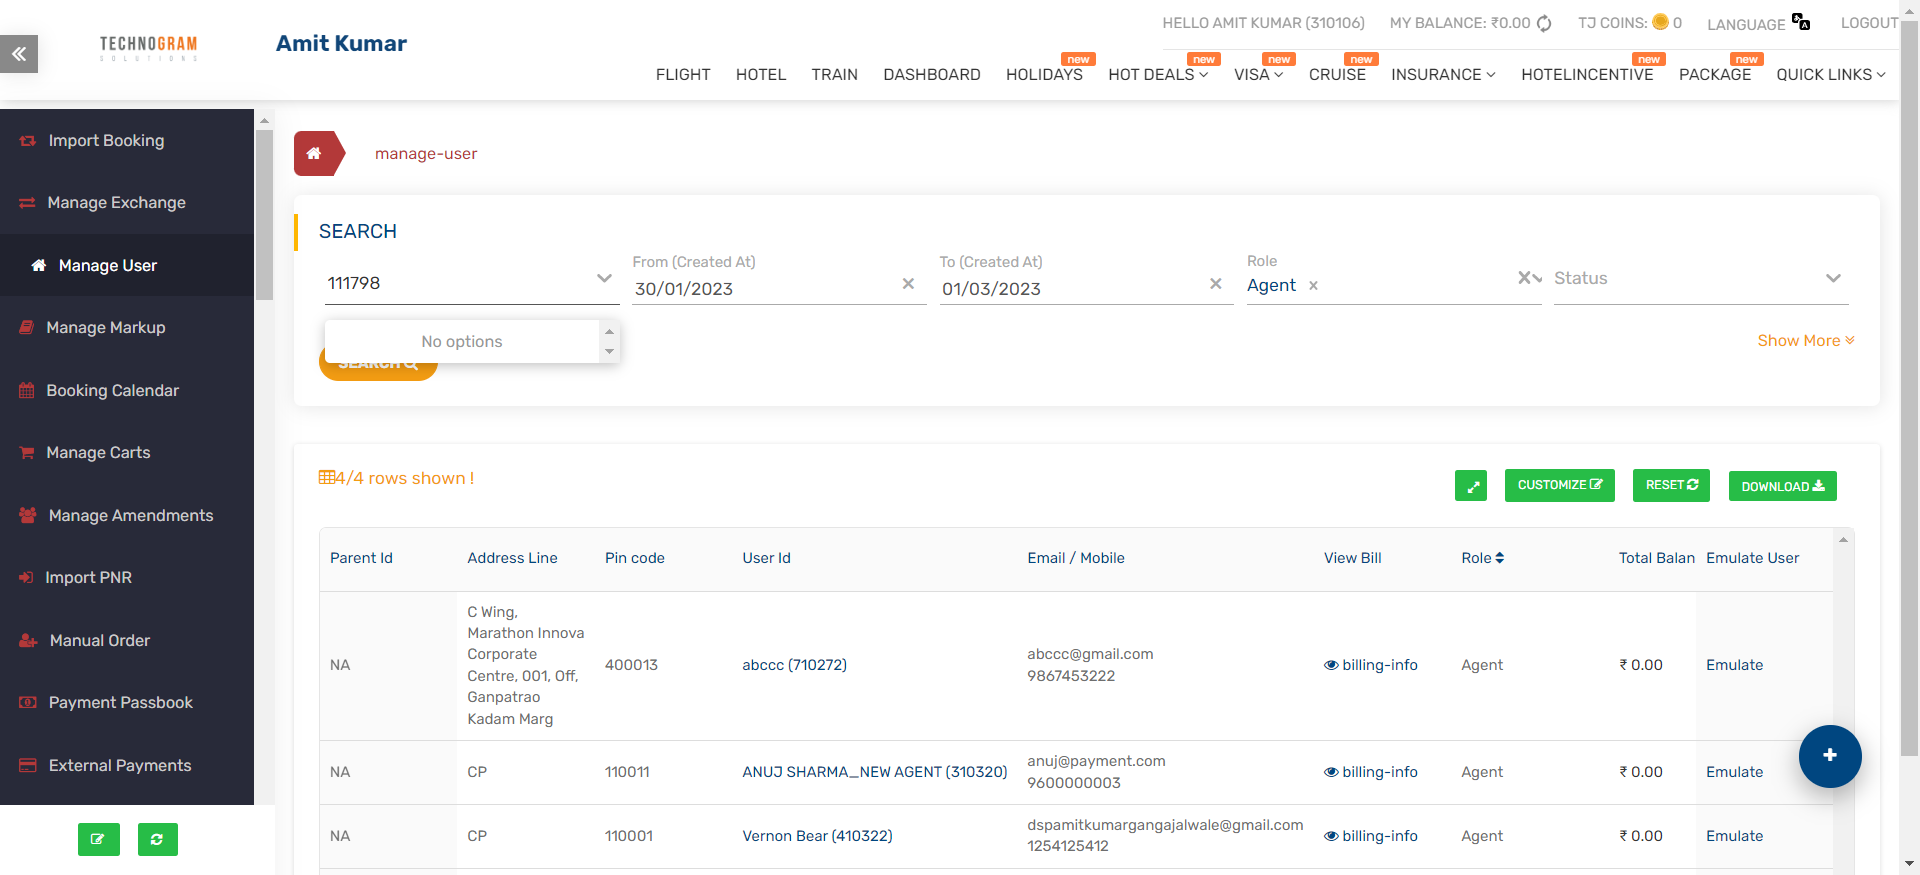 HELLO AMIT KUMAR (310106) MY BALANCE: ₹0.00 TJ COINS: 0 LANGUAGE LOGOUT
TECHNOGRAM
SOLUTIONS
Amit Kumar
new new new new new new
FLIGHT HOTEL TRAIN DASHBOARD HOLIDAYS HOT DEALS VISA CRUISE INSURANCE HOTELINCENTIVE PACKAGE QUICK LINKS
Import Booking
Manage Exchange
Manage User
Manage Markup
Booking Calendar
Manage Carts
Manage Amendments
Import PNR
Manual Order
Payment Passbook
External Payments
manage-user
SEARCH
111798
From (Created At)
30/01/2023
To (Created At)
01/03/2023
Role
Agent
Status
No options
SEARCH
Show More
4/4 rows shown !
CUSTOMIZE RESET DOWNLOAD
Parent Id Address Line Pin code User Id Email / Mobile View Bill Role Total Balan Emulate User
NA
C Wing,
Marathon Innova
Corporate
Centre, 001, Off,
Ganpatrao
Kadam Marg
400013
abccc (710272)
abccc@gmail.com
9867453222
billing-info
Agent
₹ 0.00
Emulate
NA
CP
110011
ANUJ SHARMA_NEW AGENT (310320)
anuj@payment.com
9600000003
billing-info
Agent
₹ 0.00
Emulate
NA
CP
110001
Vernon Bear (410322)
dspamitkumargangajalwale@gmail.com
1254125412
billing-info
Agent
₹ 0.00
Emulate